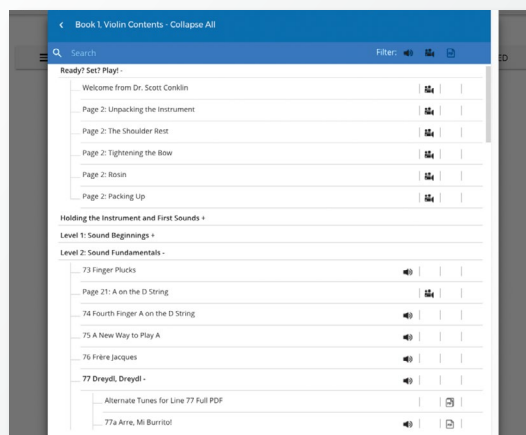 Book 1, Violin Contents - Collapse All
Search
Filter:
ED
Ready? Set? Play! -
Welcome from Dr. Scott Conklin
Page 2: Unpacking the Instrument
Page 2: The Shoulder Rest
Page 2: Tightening the Bow
Page 2: Rosin
Page 2: Packing Up
Holding the Instrument and First Sounds +
Level 1: Sound Beginnings +
Level 2: Sound Fundamentals -
73 Finger Plucks
Page 21: A on the D String
74 Fourth Finger A on the D String
75 A New Way to Play A
76 Frère Jacques
77 Dreydl, Dreydl -
Alternate Tunes for Line 77 Full PDF
77a Arre, Mi Burrito!